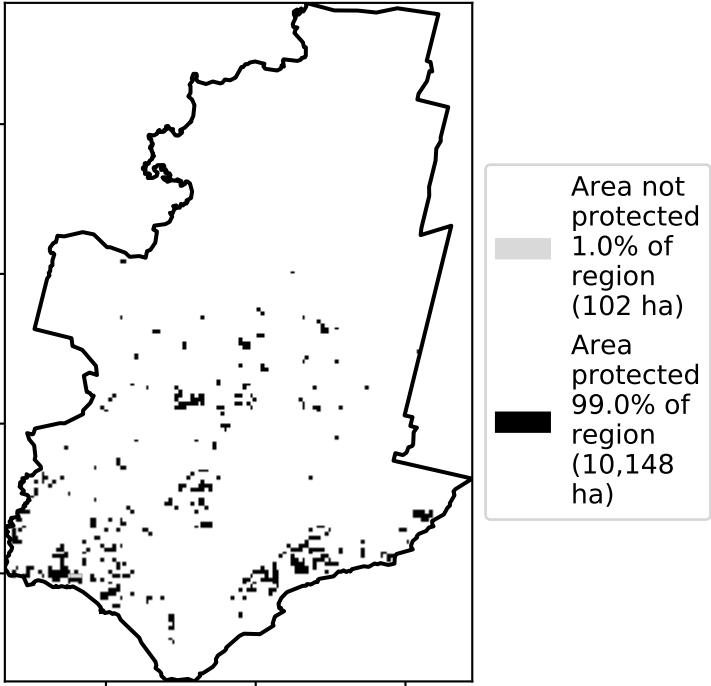 Area not
protected
1.0% of
region
(102 ha)
Area
protected
99.0% of
region
(10,148
ha)